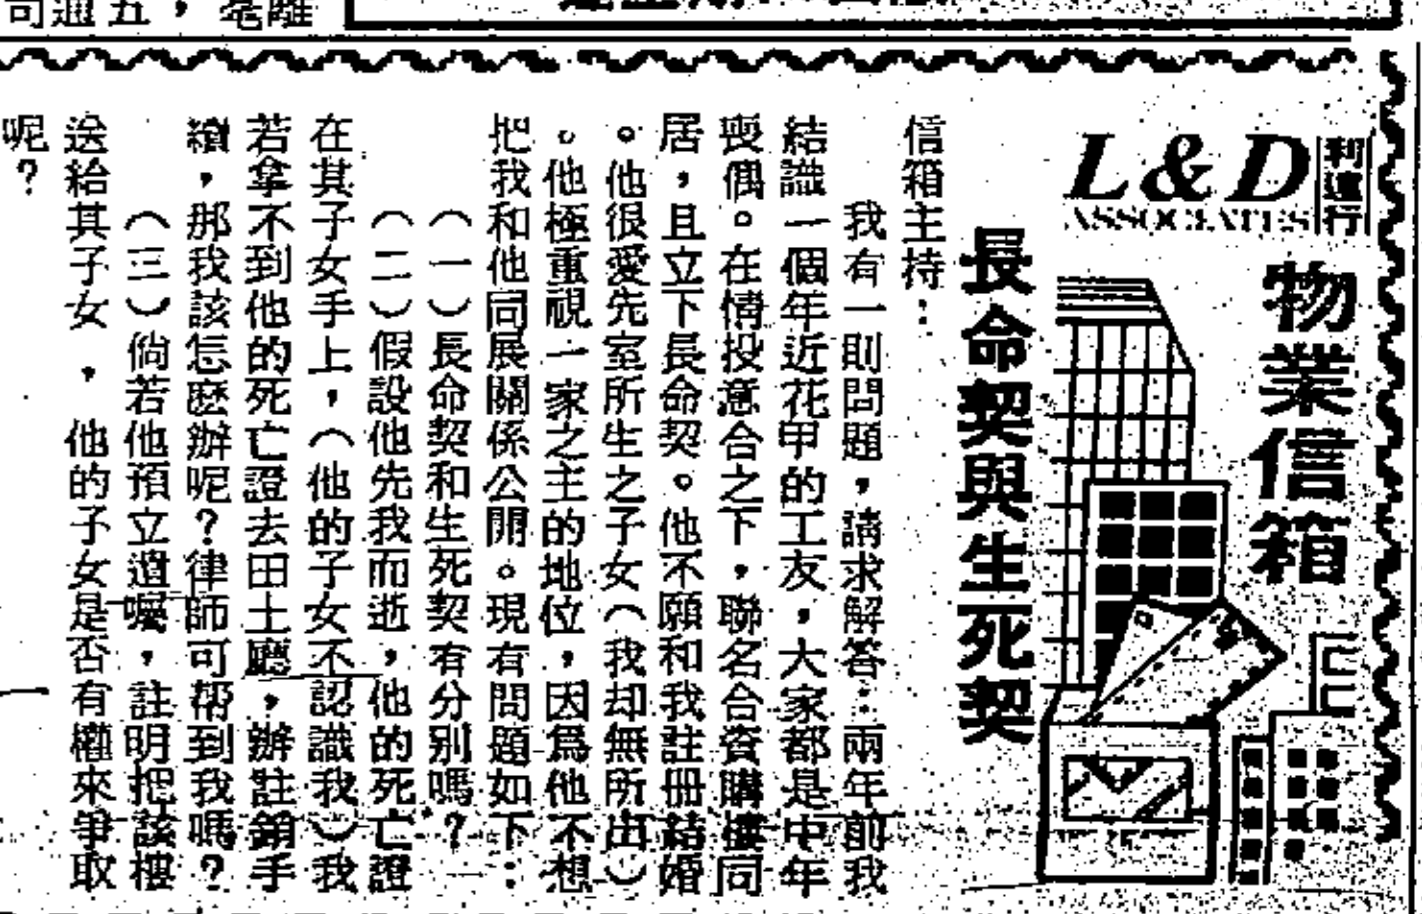 L&D
ASSOCIATES
利達行
物業信箱
長命契與生死契
信箱主持：
我有一則問題，請求解答：兩年前我
結識一個年近花甲的工友，大家都是中年
喪偶。在情投意合之下，聯名合資購樓同
居，且立下長命契。他不願和我註冊結婚
。他很愛先室所生之子女（我却無所出）
。他極重視一家之主的地位，因爲他不想
把我和他同展關係公開。現有問題如下：
（一）長命契和生死契有分別嗎？
（二）假設他先我而逝，他的死亡證
在其子女手上，（他的子女不認識我）我
若拿不到他的死亡證去田土廳，辦註銷手
續，那我該怎麽辦呢？律師可帮到我嗎？
（三）倘若他預立遺囑，註明把該樓
送給其子女，他的子女是否有權來爭取
呢？